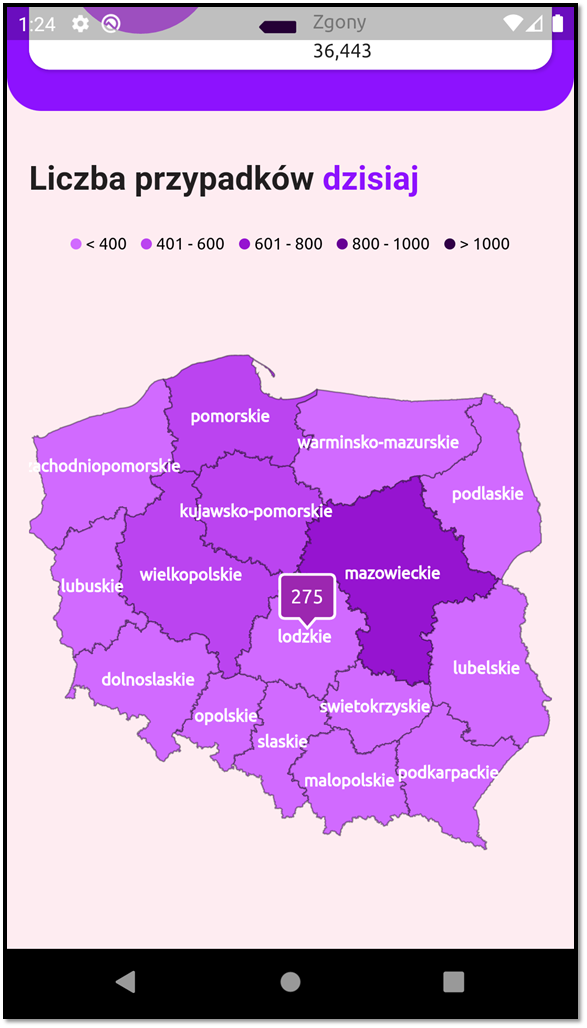 1:24
Zgony
36,443
Liczba przypadków dzisiaj
< 400 401 - 600 601 - 800 800 - 1000 > 1000
pomorskie
warminsko-mazurskie
achodniopomorskie
podlaskie
kujawsko-pomorskie
mazowieckie
wielkopolskie
lubuskie
275
lodzkie
lubelskie
dolnoslaskie
swietokrzyskie
opolskie
slaskie
podkarpackie
malopolskie